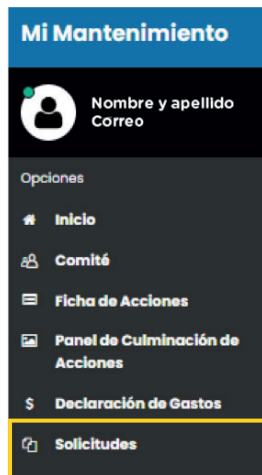 Mi Mantenimiento
Nombre y apellido
Correo
Opciones
Inicio
Comité
Ficha de Acciones
Panel de Culminación de
Acciones
Declaración de Gastos
Solicitudes